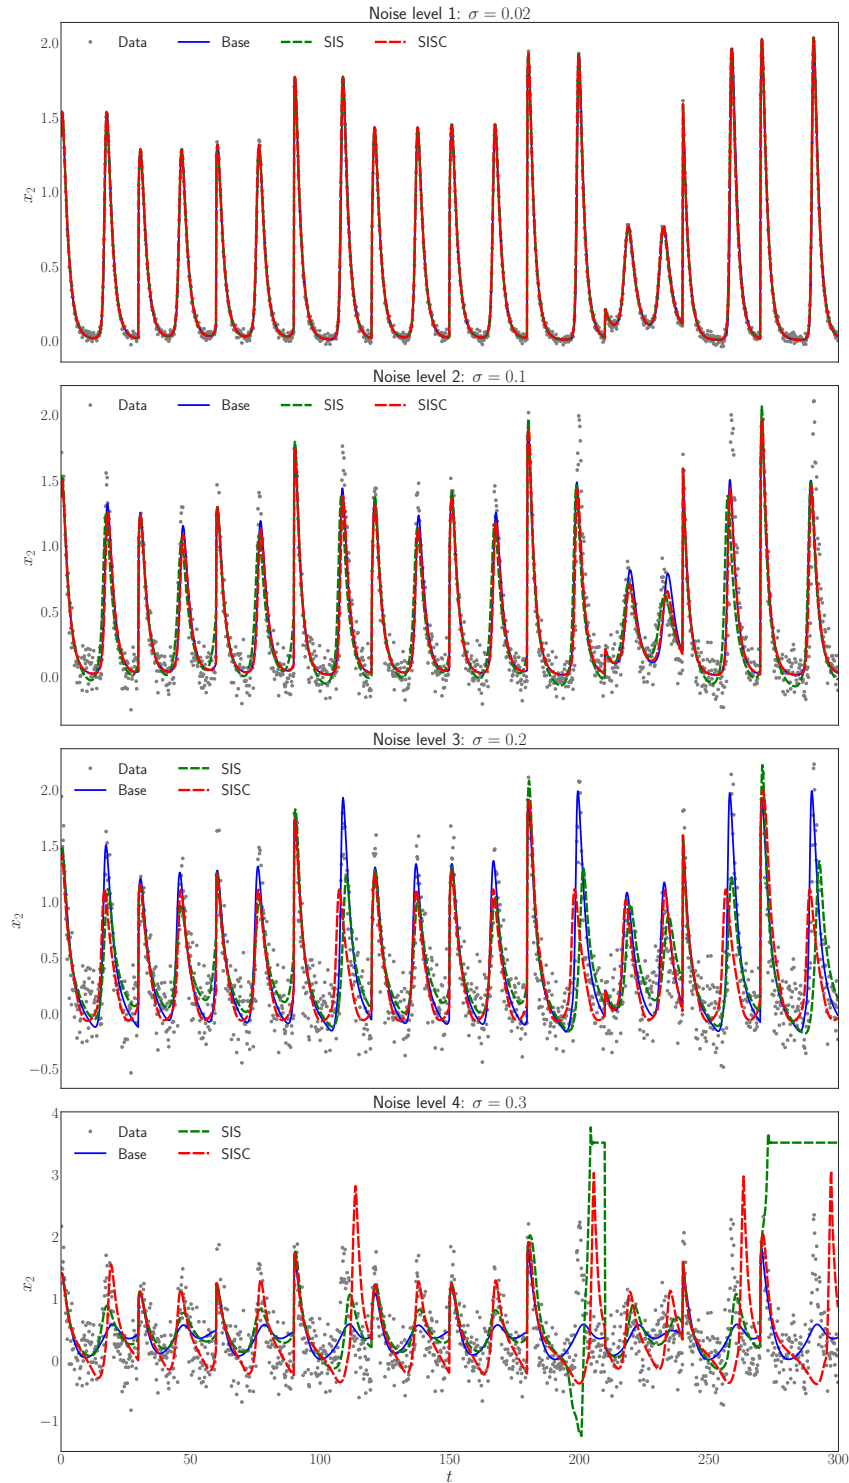 Noise level 1: σ = 0.02
Data Base SIS SISC
2.0
1.5
1.0
0.5
0.0
x₂
Noise level 2: σ = 0.1
Data Base SIS SISC
2.0
1.5
1.0
0.5
0.0
x₂
Noise level 3: σ = 0.2
Data SIS
Base SISC
2.0
1.5
1.0
0.5
0.0
−0.5
x₂
Noise level 4: σ = 0.3
Data SIS
Base SISC
4
3
2
1
0
−1
x₂
0 50 100 150 200 250 300
t